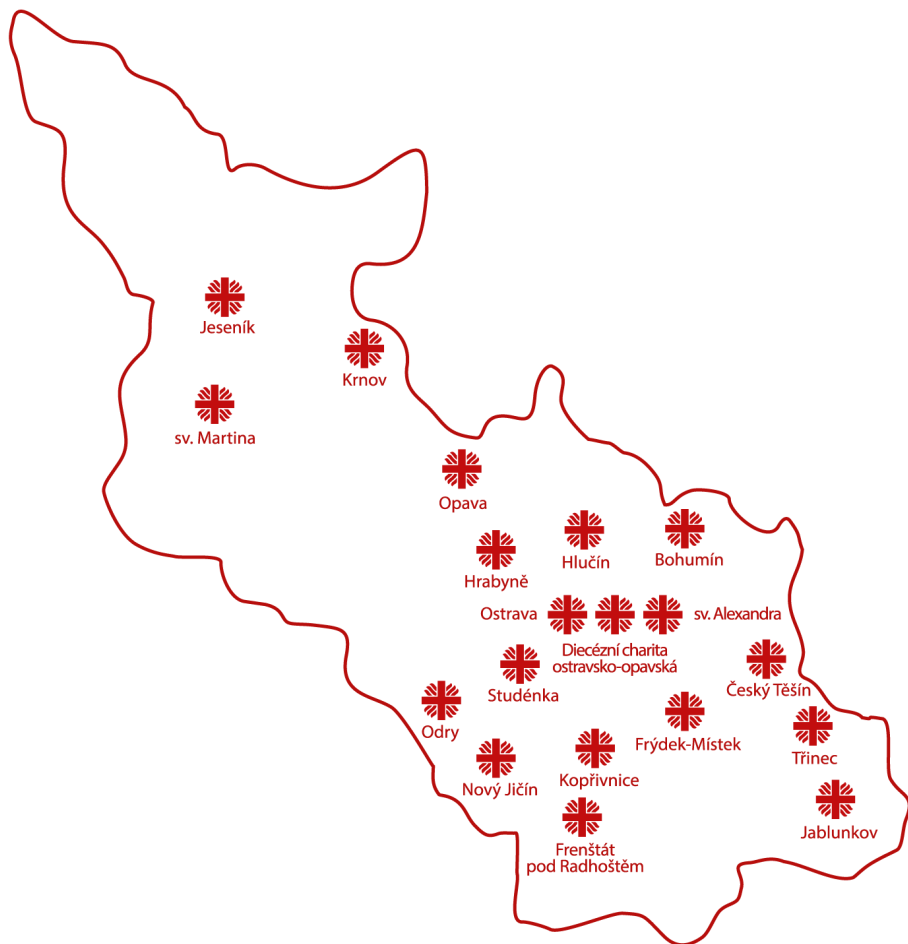 Jeseník
Krnov
sv. Martina
Opava
Hlučín
Bohumín
Hrabyně
Ostrava
sv. Alexandra
Diecézní charita
ostravsko-opavská
Český Těšín
Studénka
Odry
Frýdek-Místek
Třinec
Nový Jičín
Kopřivnice
Jablunkov
Frenštát
pod Radhoštěm